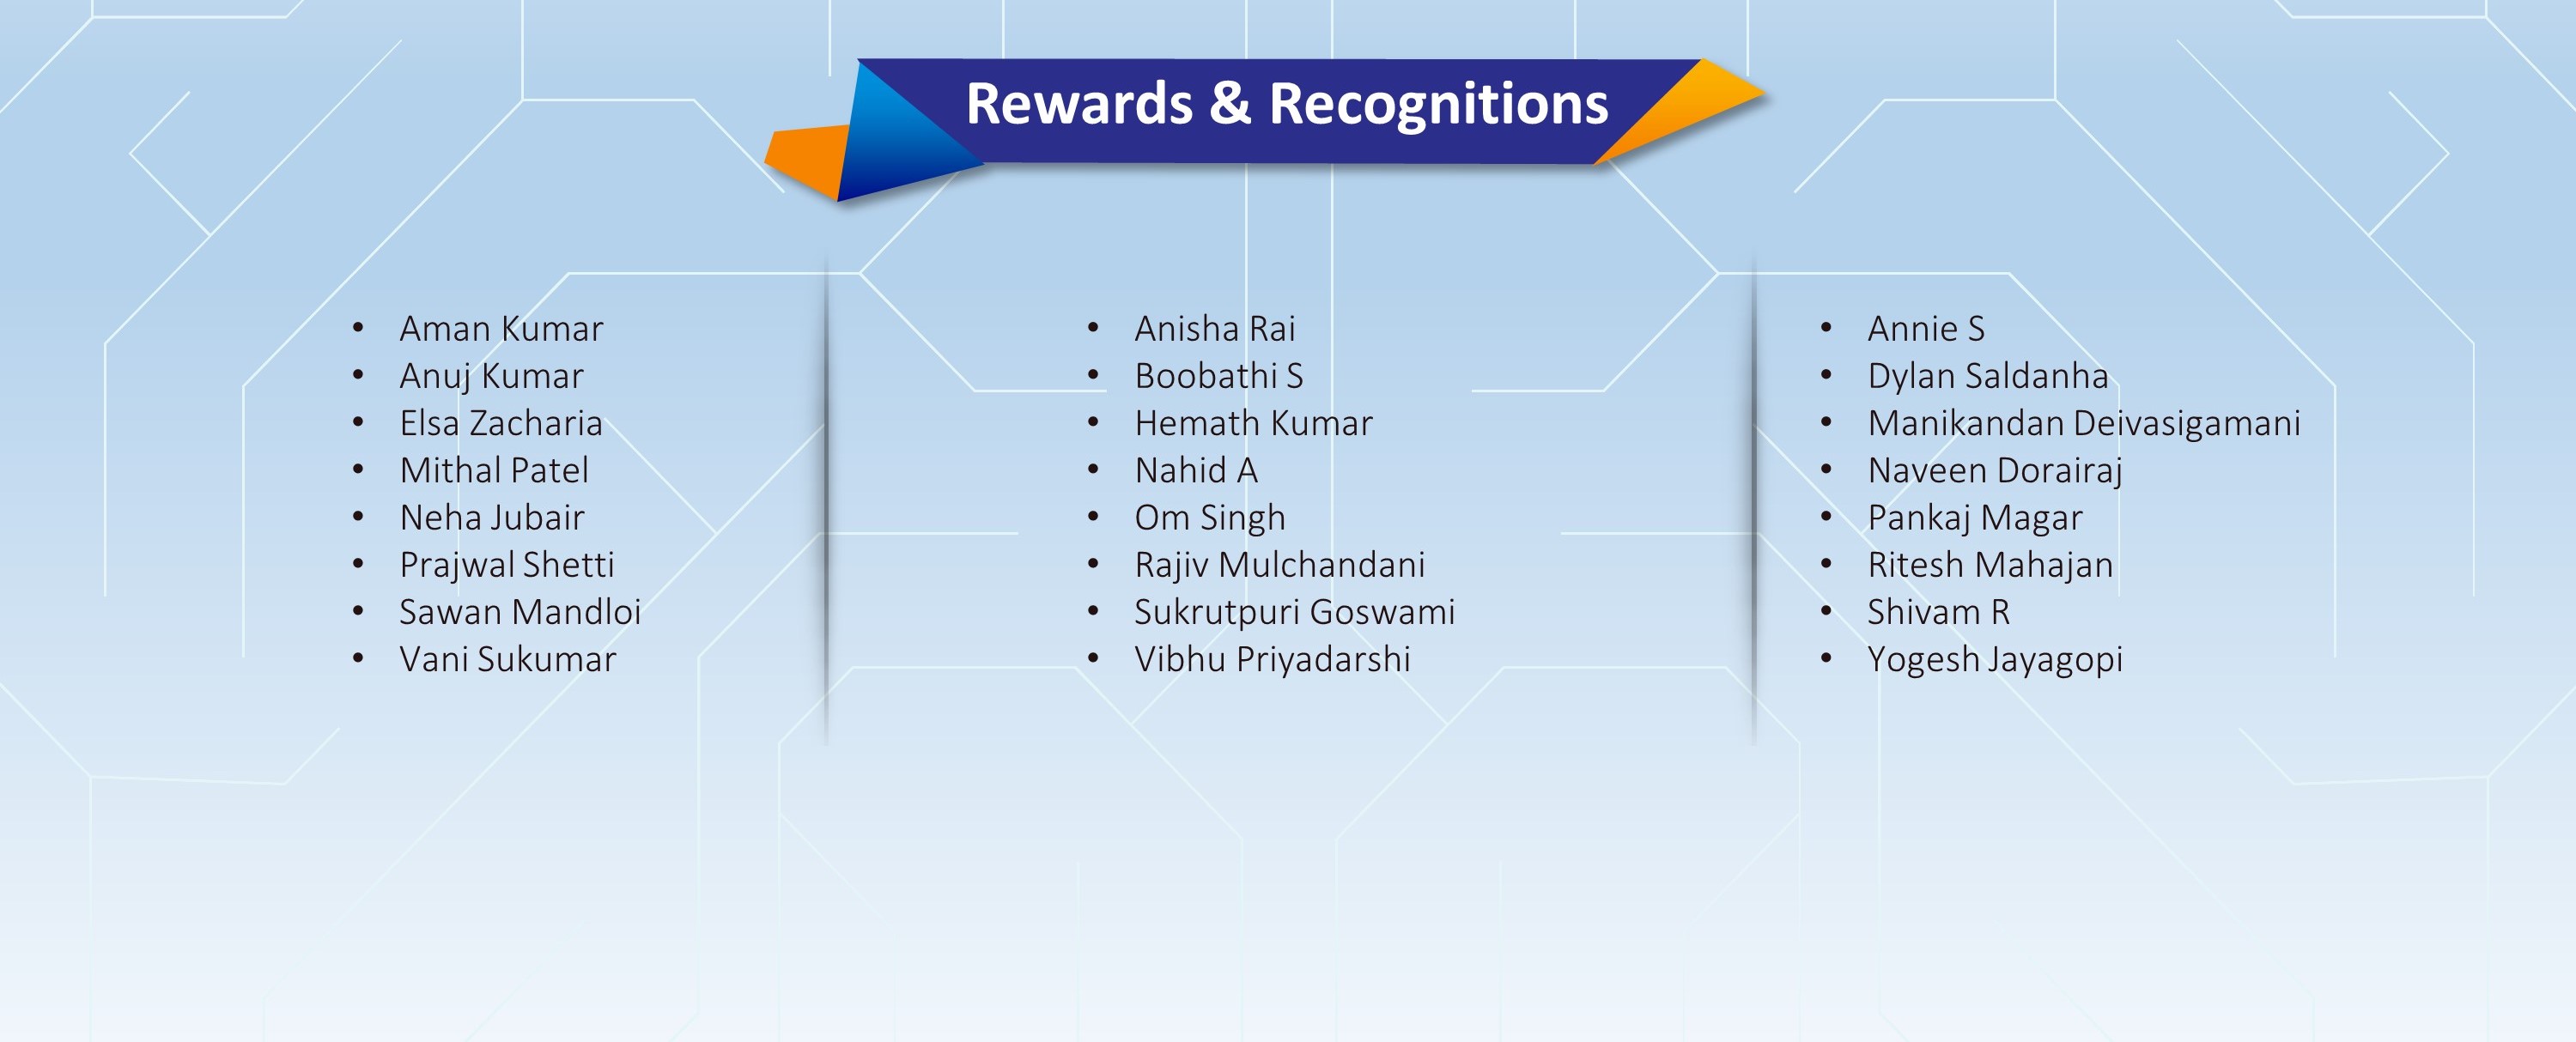 Rewards & Recognitions
• Aman Kumar
• Anuj Kumar
• Elsa Zacharia
• Mithal Patel
• Neha Jubair
• Prajwal Shetti
• Sawan Mandloi
• Vani Sukumar
• Anisha Rai
• Boobathi S
• Hemath Kumar
• Nahid A
• Om Singh
• Rajiv Mulchandani
• Sukrutpuri Goswami
• Vibhu Priyadarshi
• Annie S
• Dylan Saldanha
• Manikandan Deivasigamani
• Naveen Dorairaj
• Pankaj Magar
• Ritesh Mahajan
• Shivam R
• Yogesh Jayagopi